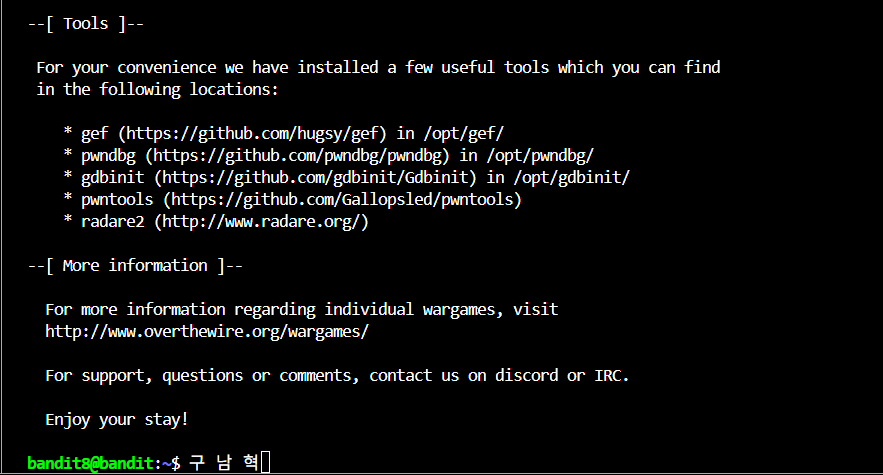 --[ Tools ]--
For your convenience we have installed a few useful tools which you can find
in the following locations:
* gef (https://github.com/hugsy/gef) in /opt/gef/
* pwndbg (https://github.com/pwndbg/pwndbg) in /opt/pwndbg/
* gdbinit (https://github.com/gdbinit/Gdbinit) in /opt/gdbinit/
* pwntools (https://github.com/Gallopsled/pwntools)
* radare2 (http://www.radare.org/)
--[ More information ]--
For more information regarding individual wargames, visit
http://www.overthewire.org/wargames/
For support, questions or comments, contact us on discord or IRC.
Enjoy your stay!
bandit8@bandit:~$ 구 남 혁